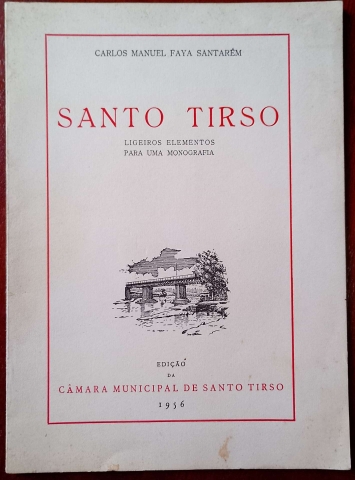 CARLOS MANUEL FAYA SANTARÉM
SANTO TIRSO
LIGEIROS ELEMENTOS
PARA UMA MONOGRAFIA
EDIÇÃO
DA
CÂMARA MUNICIPAL DE SANTO TIRSO
1956